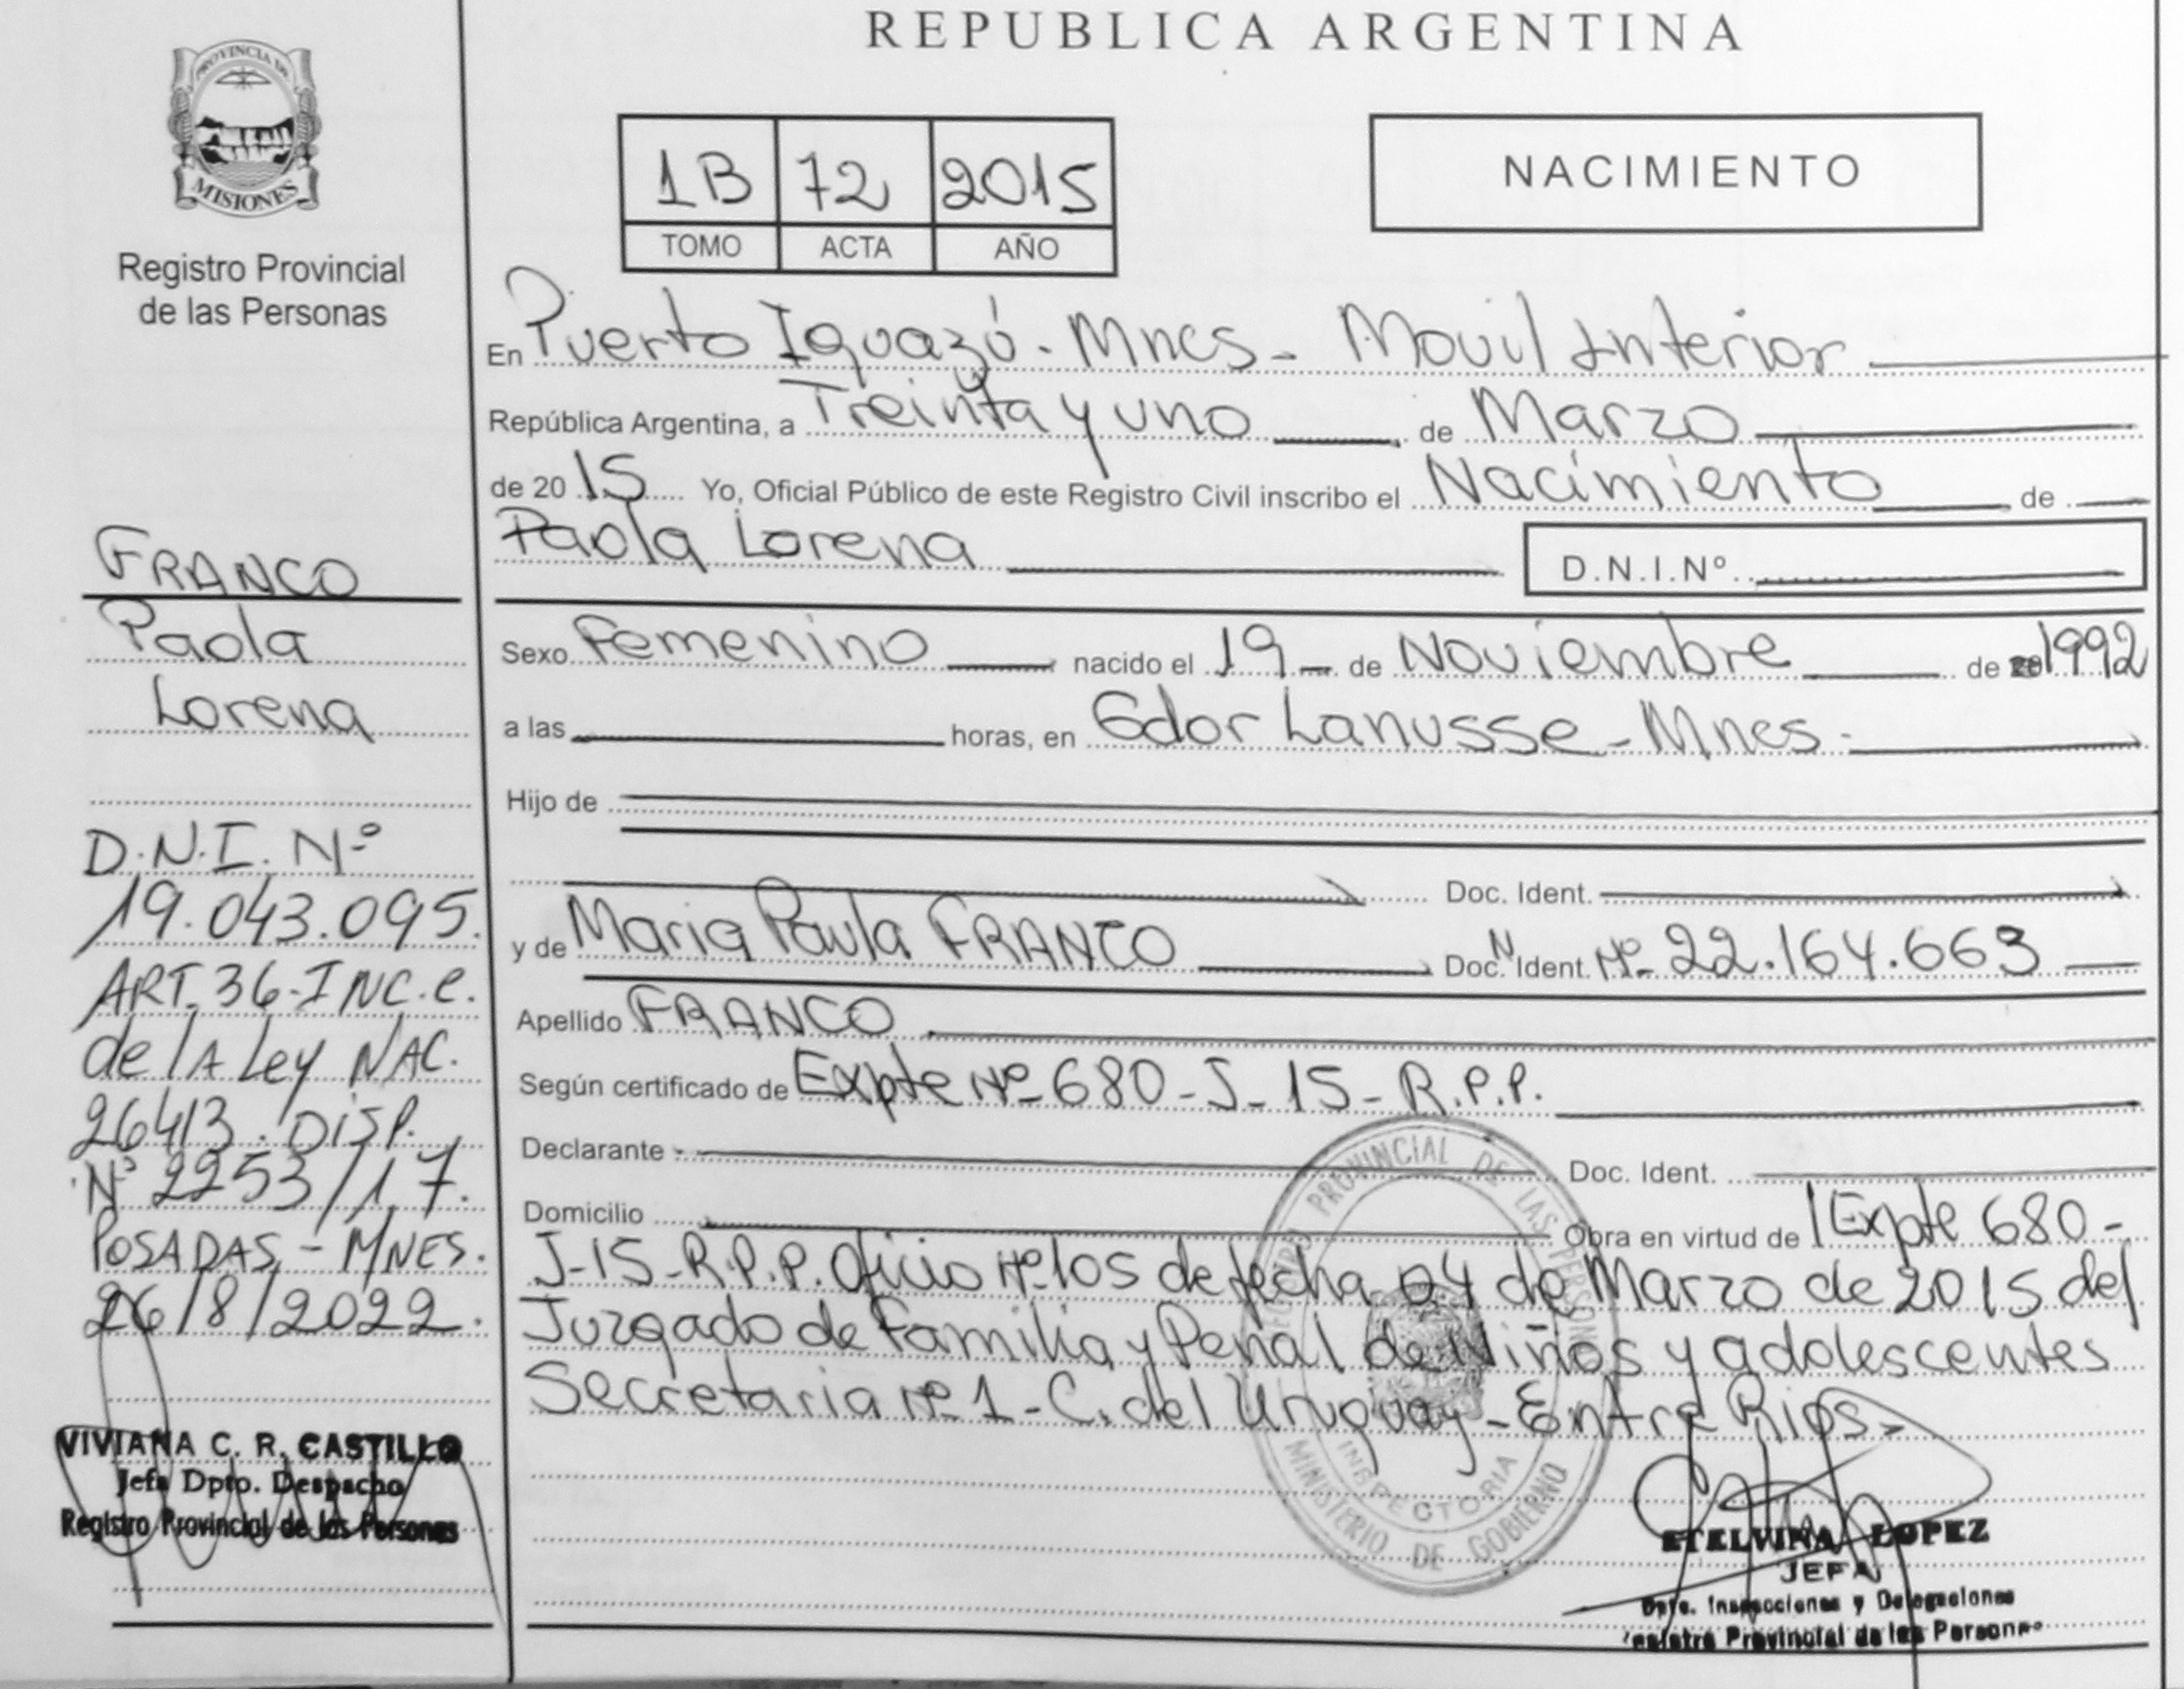 REPUBLICA ARGENTINA
PROVINCIA DE
MISIONES
Registro Provincial
de las Personas
1B 72 2015
TOMO ACTA AÑO
NACIMIENTO
En Puerto Iguazú - Mnes - Movil Interior
República Argentina, a Treinta y uno de Marzo
de 2015 Yo, Oficial Público de este Registro Civil inscribo el Nacimiento de
Paola Lorena D.N.I.Nº
Sexo Femenino nacido el 19 de Noviembre de 1992
a las horas, en Gdor Lanusse - Mnes.
Hijo de
Doc. Ident.
y de Maria Paula FRANCO Doc. N Ident. Nº 22.164.663
Apellido FRANCO
Según certificado de Expte Nº 680 - J - 15 - R.P.P.
Declarante Doc. Ident.
Domicilio Obra en virtud de Expte 680 -
J-15-R.P.P. Oficio Nº 105 de fecha 04 de Marzo de 2015 del
Juzgado de Familia y Penal de Niños y adolescentes
Secretaria Nº 1 - C. del Uruguay - Entre Rios -
FRANCO
Paola
Lorena
D.N.I. Nº
19.043.095.
ART. 36-INC.c.
de lA Ley NAC.
26413. DISP.
Nº 2253/17.
POSADAS - MNES.
26/8/2022.
VIVIANA C. R. CASTILLO
Jefa Dpto. Despacho
Registro Provincial de las Personas
REGISTRO PROVINCIAL DE LAS PERSONAS
INSPECTORIA
MINISTERIO DE GOBIERNO
ETELVINA LOPEZ
JEFA
Dpto. Inspecciones y Delegaciones
Registro Provincial de las Personas